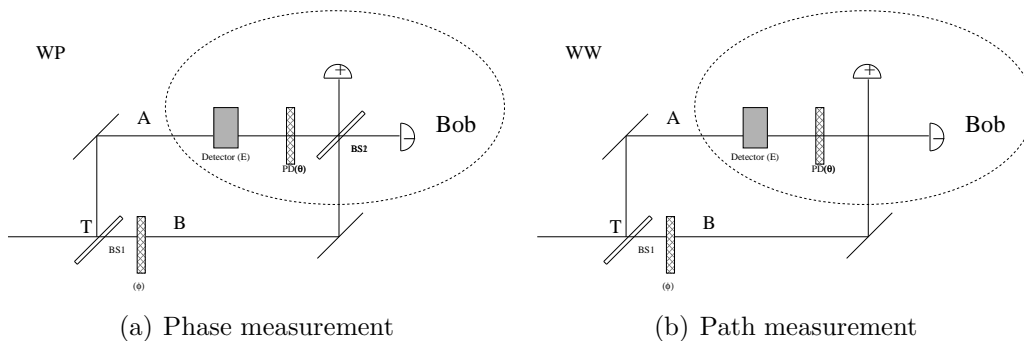 WP
A
Detector (E)
PD(θ)
+
−
BS2
Bob
T
BS1
B
(ϕ)
(a) Phase measurement
WW
A
Detector (E)
PD(θ)
+
−
Bob
T
BS1
B
(ϕ)
(b) Path measurement